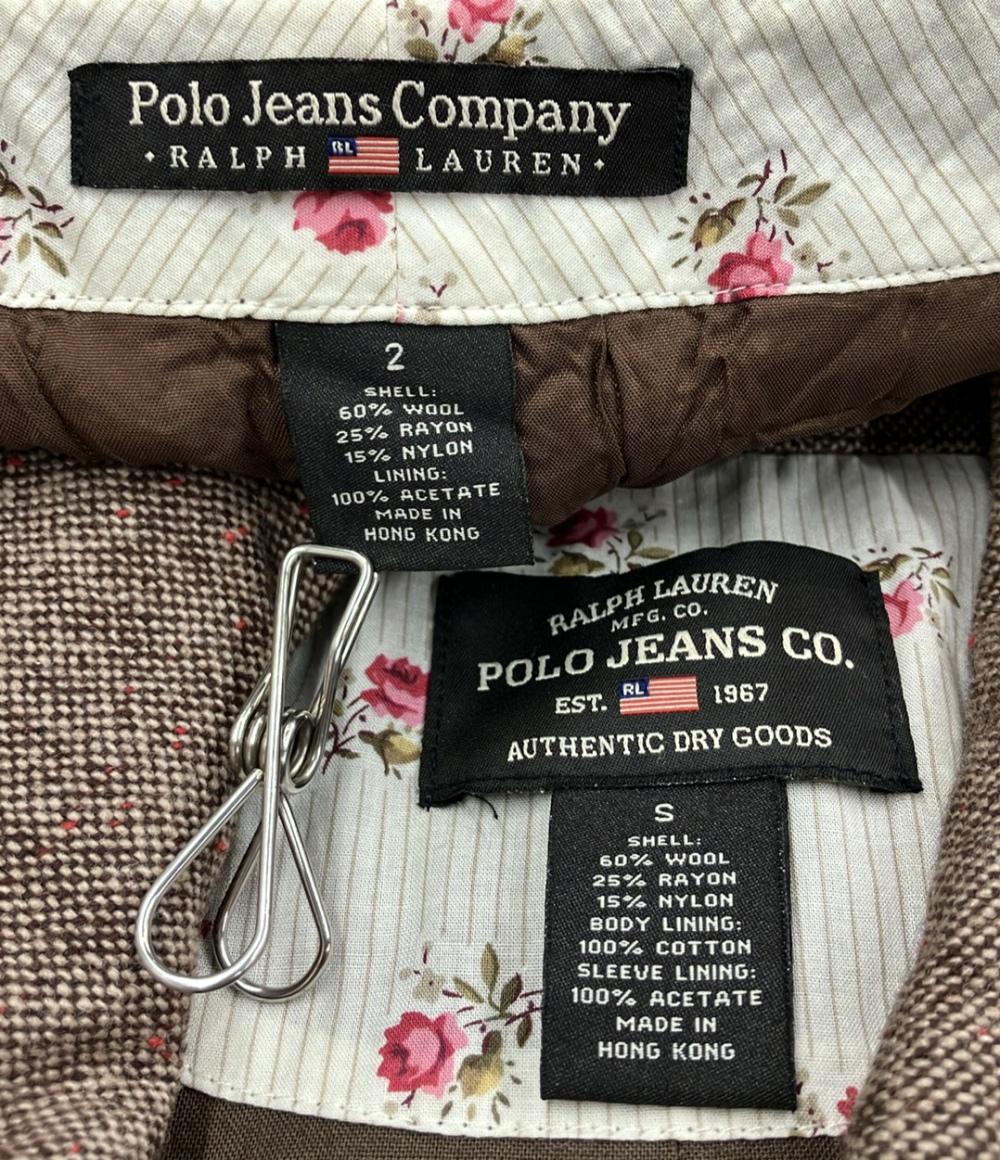 Polo Jeans Company
• RALPH RL LAUREN •
2
SHELL:
60% WOOL
25% RAYON
15% NYLON
LINING:
100% ACETATE
MADE IN
HONG KONG
RALPH LAUREN
MFG. CO.
POLO JEANS CO.
EST. RL 1967
AUTHENTIC DRY GOODS
S
SHELL:
60% WOOL
25% RAYON
15% NYLON
BODY LINING:
100% COTTON
SLEEVE LINING:
100% ACETATE
MADE IN
HONG KONG